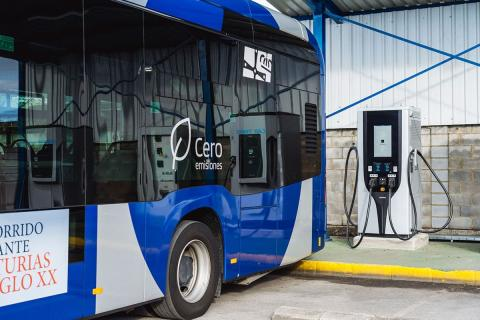 Cero
emisiones
ORRIDO
ANTE
TURIAS
GLO XX